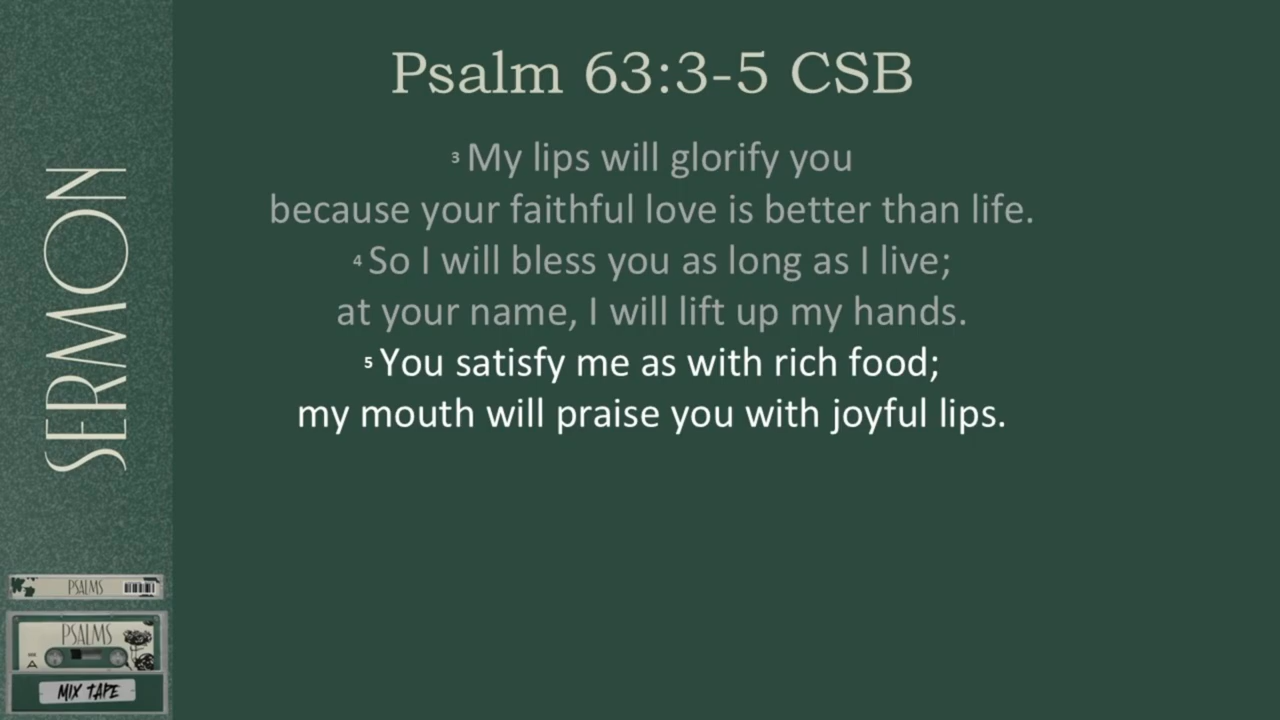 Psalm 63:3-5 CSB
3 My lips will glorify you
because your faithful love is better than life.
4 So I will bless you as long as I live;
at your name, I will lift up my hands.
5 You satisfy me as with rich food;
my mouth will praise you with joyful lips.
SERMON
PSALMS
PSALMS
A
MIX TAPE